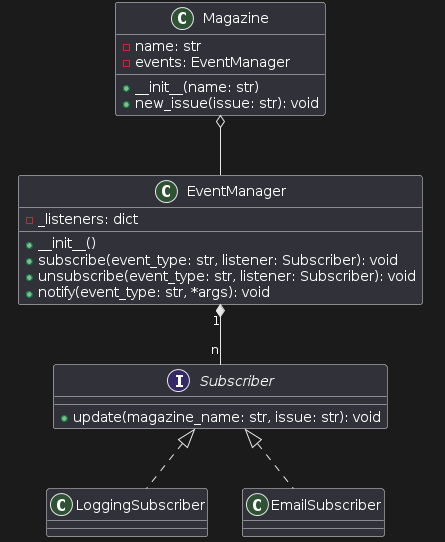 C Magazine
name: str
events: EventManager
__init__(name: str)
new_issue(issue: str): void
C EventManager
_listeners: dict
__init__()
subscribe(event_type: str, listener: Subscriber): void
unsubscribe(event_type: str, listener: Subscriber): void
notify(event_type: str, *args): void
1
n
I Subscriber
update(magazine_name: str, issue: str): void
C LoggingSubscriber
C EmailSubscriber